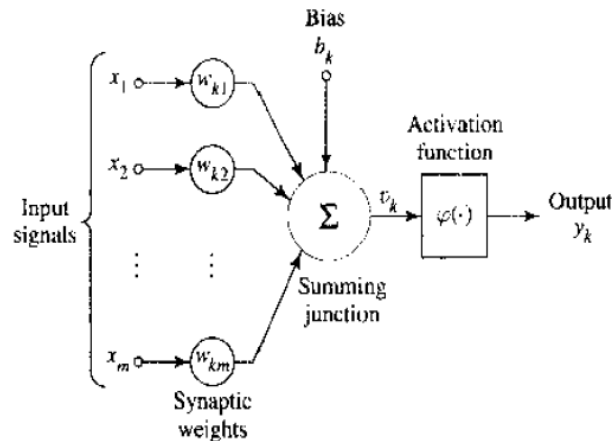 Bias
b_k
x_1
w_k1
Activation
function
x_2
w_k2
Input
signals
Σ
v_k
φ(·)
Output
y_k
⋮
⋮
Summing
junction
x_m
w_km
Synaptic
weights